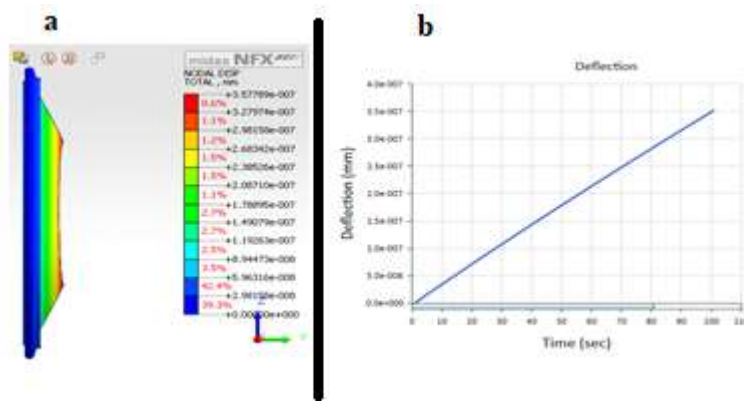 a
midas NFX
NODAL DISP
TOTAL , mm
+3.57789e-007
0.6%
+3.27974e-007
1.1%
+2.98158e-007
1.2%
+2.68342e-007
1.5%
+2.38526e-007
1.5%
+2.08710e-007
1.1%
+1.78895e-007
2.7%
+1.49079e-007
2.7%
+1.19263e-007
2.5%
+8.94473e-008
3.5%
+5.96316e-008
42.4%
+2.98158e-008
39.3%
+0.00000e+000
b
Deflection
4.0e-007
3.5e-007
3.0e-007
2.5e-007
2.0e-007
1.5e-007
1.0e-007
5.0e-008
0.0e+000
Deflection (mm)
0 10 20 30 40 50 60 70 80 90 100 110
Time (sec)